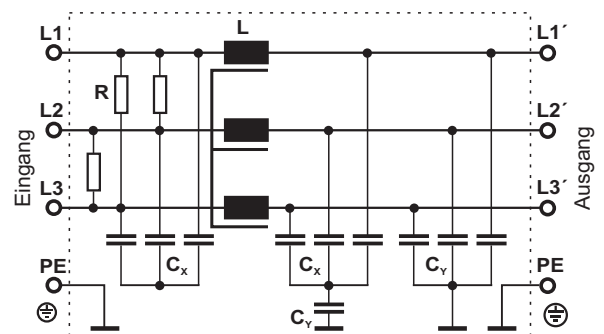 L1
L
L1´
R
L2
L2´
Eingang
Ausgang
L3
L3´
PE
Cx
Cx
CY
PE
CY